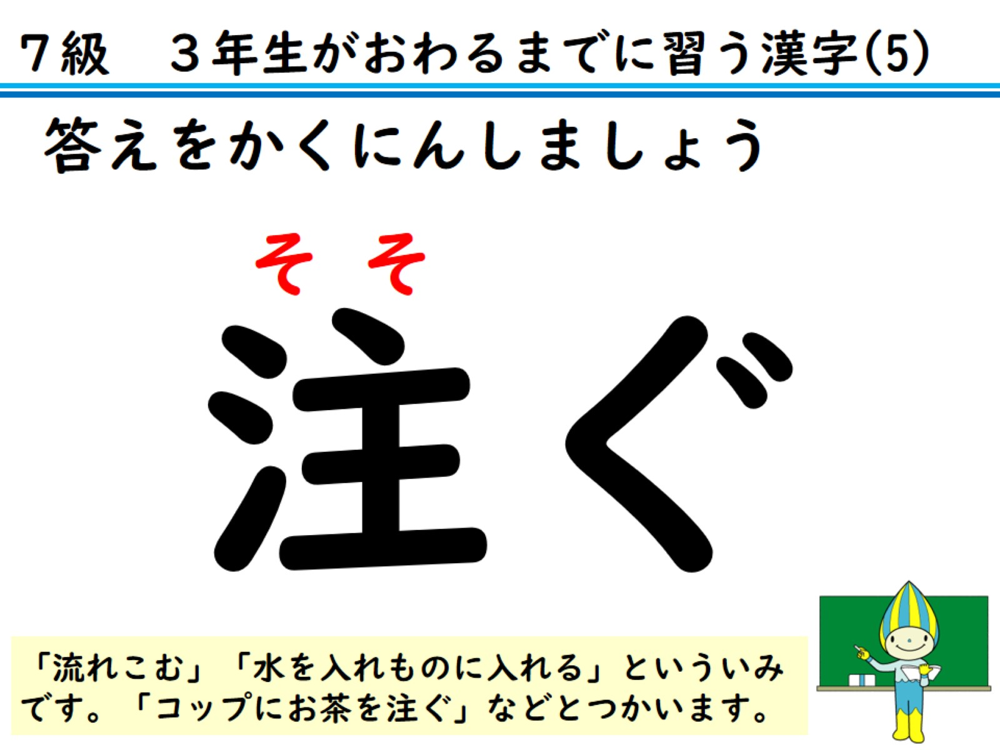 ７級　３年生がおわるまでに習う漢字(5)
答えをかくにんしましょう
そ そ
注ぐ
「流れこむ」「水を入れものに入れる」といういみ
です。「コップにお茶を注ぐ」などとつかいます。